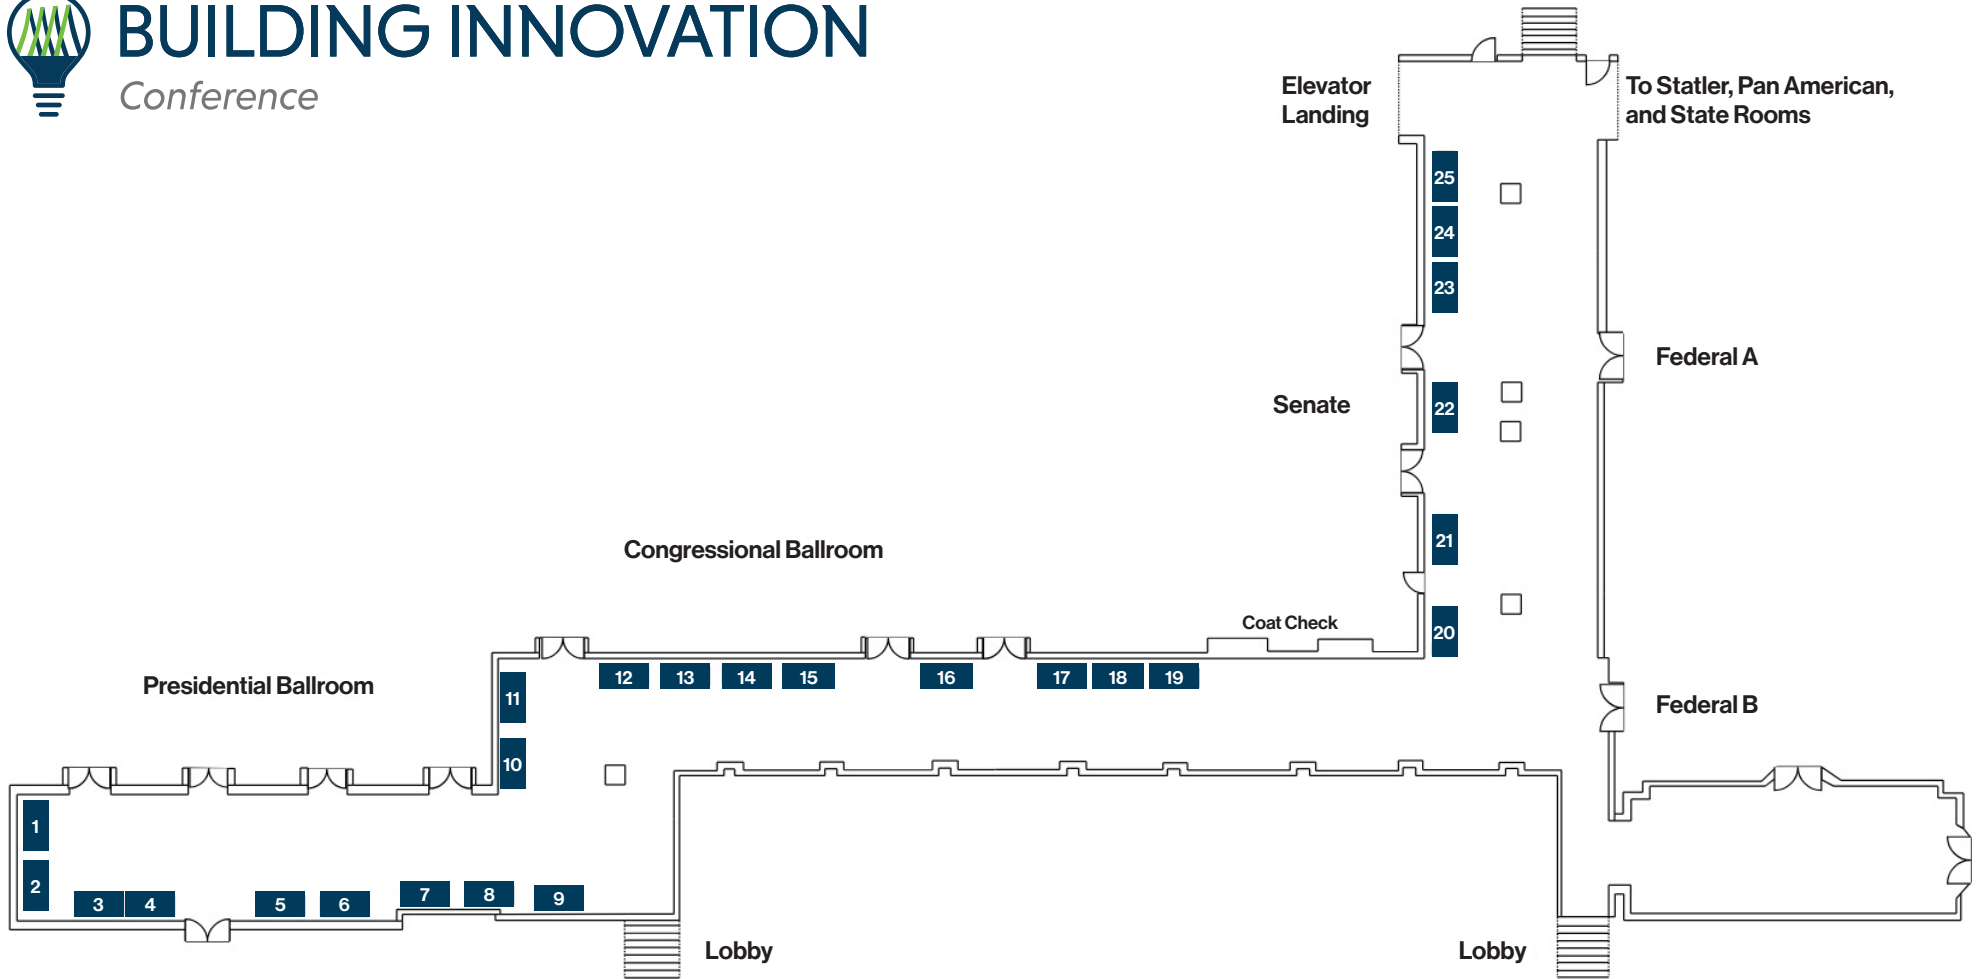 BUILDING INNOVATION
Conference
Elevator
Landing
To Statler, Pan American,
and State Rooms
25
24
23
Federal A
Senate
22
21
Congressional Ballroom
Coat Check
20
Presidential Ballroom
11
12
13
14
15
16
17
18
19
Federal B
10
1
2
3
4
5
6
7
8
9
Lobby
Lobby